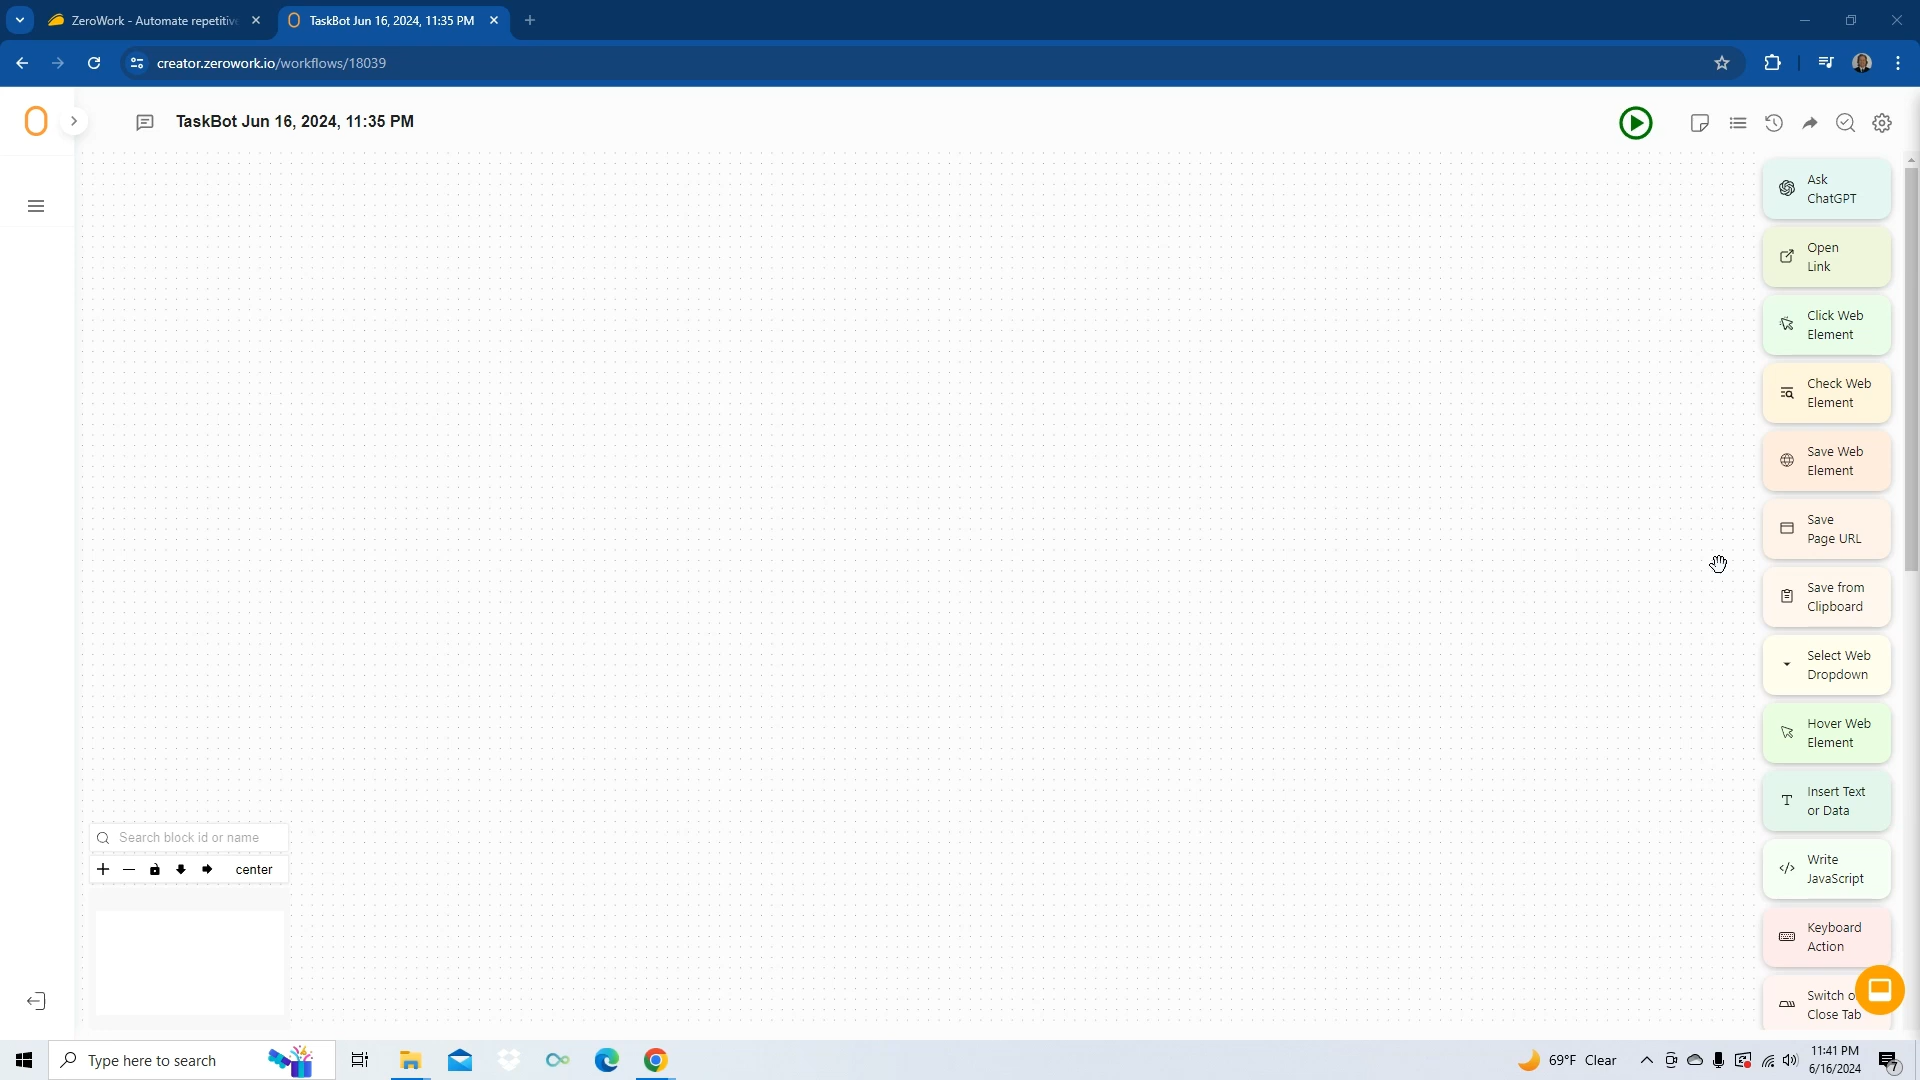 ZeroWork - Automate repetitiv
TaskBot Jun 16, 2024, 11:35 PM
creator.zerowork.io/workflows/18039
TaskBot Jun 16, 2024, 11:35 PM
Ask
ChatGPT
Open
Link
Click Web
Element
Check Web
Element
Save Web
Element
Save
Page URL
Save from
Clipboard
Select Web
Dropdown
Hover Web
Element
Insert Text
or Data
Write
JavaScript
Keyboard
Action
Switch o
Close Tab
Search block id or name
center
Type here to search
69°F Clear
11:41 PM
6/16/2024
7